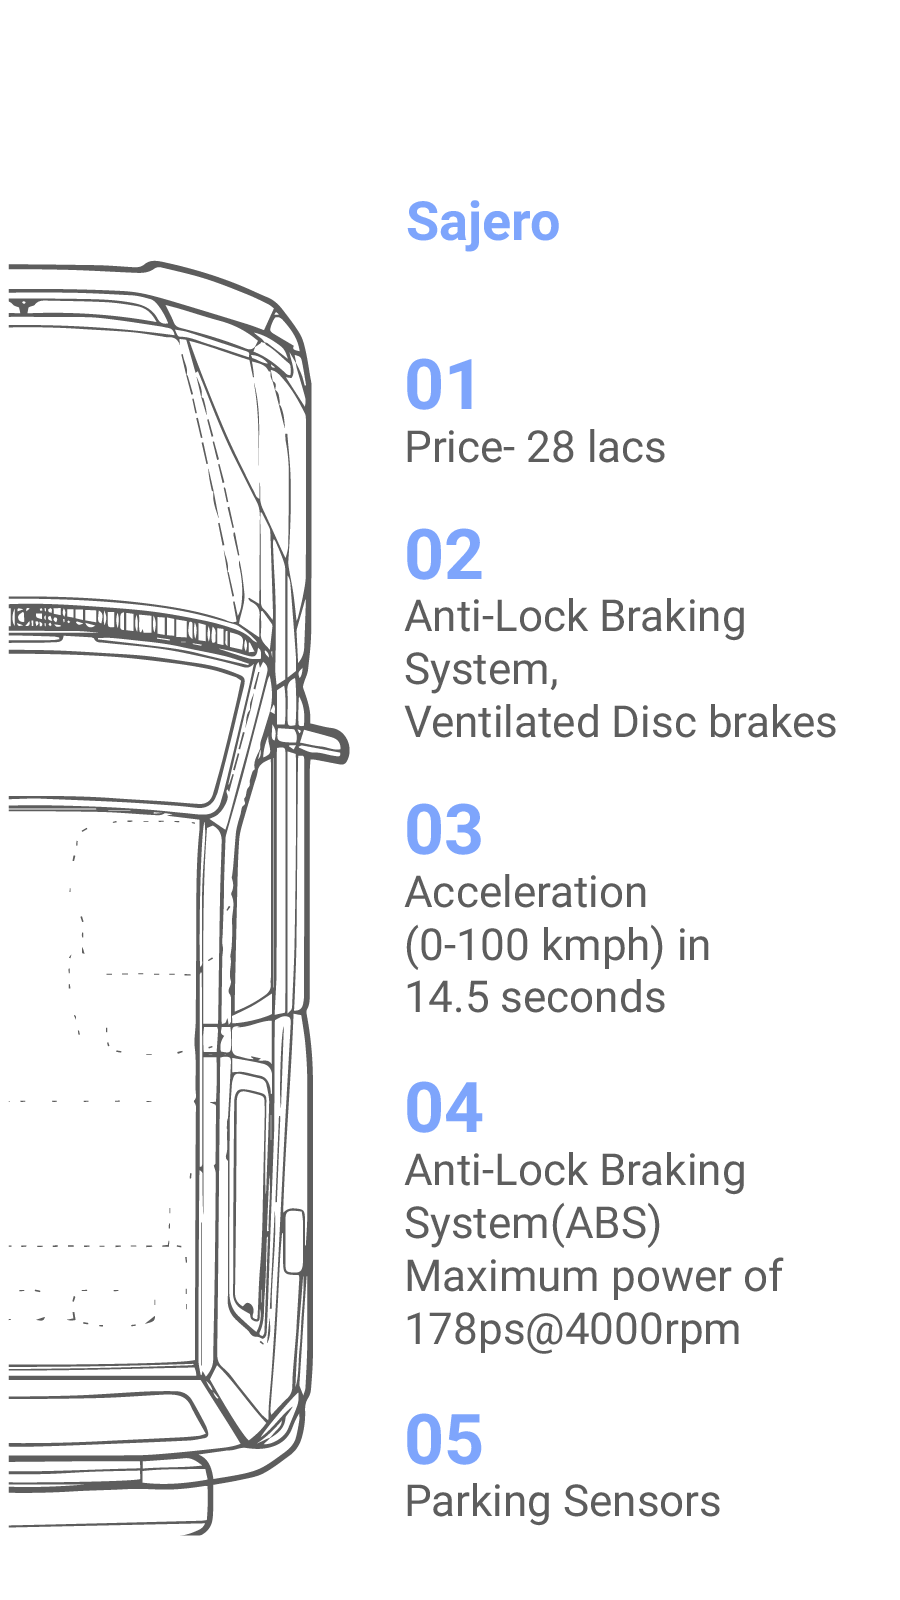 Sajero
01
Price- 28 lacs
02
Anti-Lock Braking
System,
Ventilated Disc brakes
03
Acceleration
(0-100 kmph) in
14.5 seconds
04
Anti-Lock Braking
System(ABS)
Maximum power of
178ps@4000rpm
05
Parking Sensors